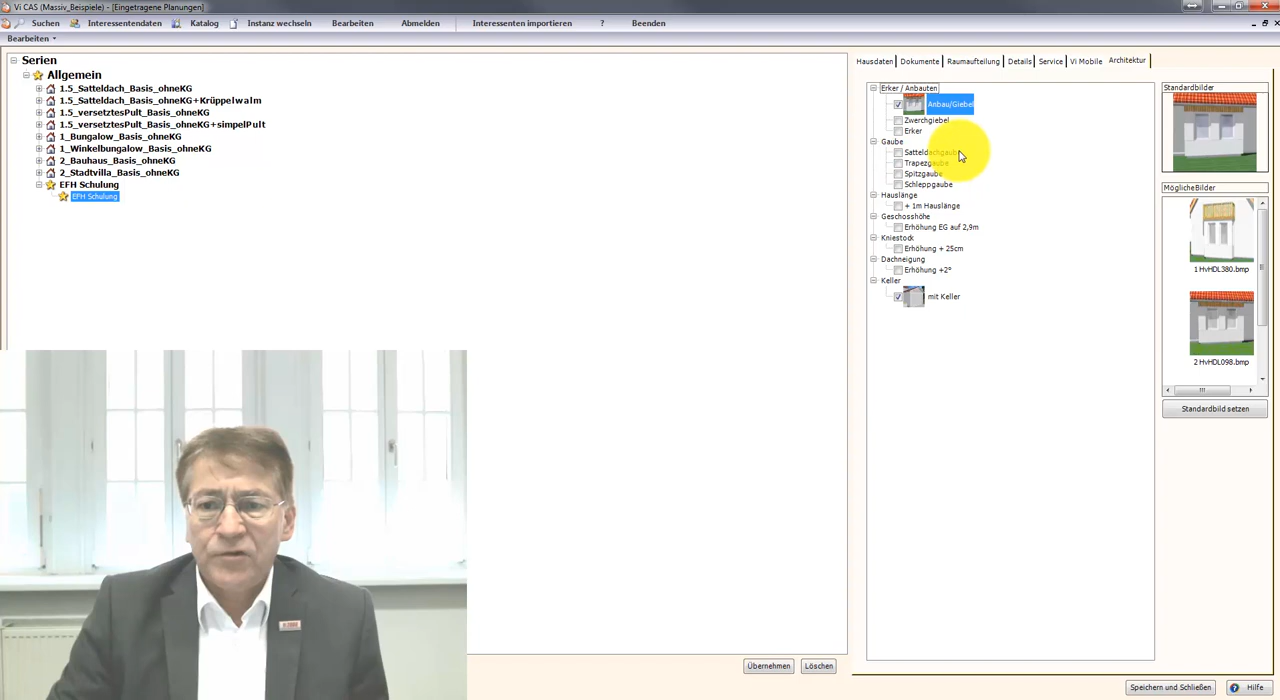 Vi CAS (Massiv_Beispiele) - [Eingetragene Planungen]
Suchen Interessentendaten Katalog Instanz wechseln Bearbeiten Abmelden Interessenten importieren ? Beenden
Bearbeiten
Serien
Allgemein
1.5_Satteldach_Basis_ohneKG
1.5_Satteldach_Basis_ohneKG+Krüppelwalm
1.5_versetztesPult_Basis_ohneKG
1.5_versetztesPult_Basis_ohneKG+simpelPult
1_Bungalow_Basis_ohneKG
1_Winkelbungalow_Basis_ohneKG
2_Bauhaus_Basis_ohneKG
2_Stadtvilla_Basis_ohneKG
EFH Schulung
EFH Schulung
Übernehmen Löschen
Hausdaten Dokumente Raumaufteilung Details Service Vi Mobile Architektur
Erker / Anbauten
Anbau/Giebel
Zwerchgiebel
Erker
Gaube
Satteldachgaube
Trapezgaube
Spitzgaube
Schleppgaube
Hauslänge
+ 1m Hauslänge
Geschosshöhe
Erhöhung EG auf 2,9m
Kniestock
Erhöhung + 25cm
Dachneigung
Erhöhung +2°
Keller
mit Keller
Standardbilder
MöglicheBilder
1 HvHDL380.bmp
2 HvHDL098.bmp
Standardbild setzen
Speichern und Schließen Hilfe